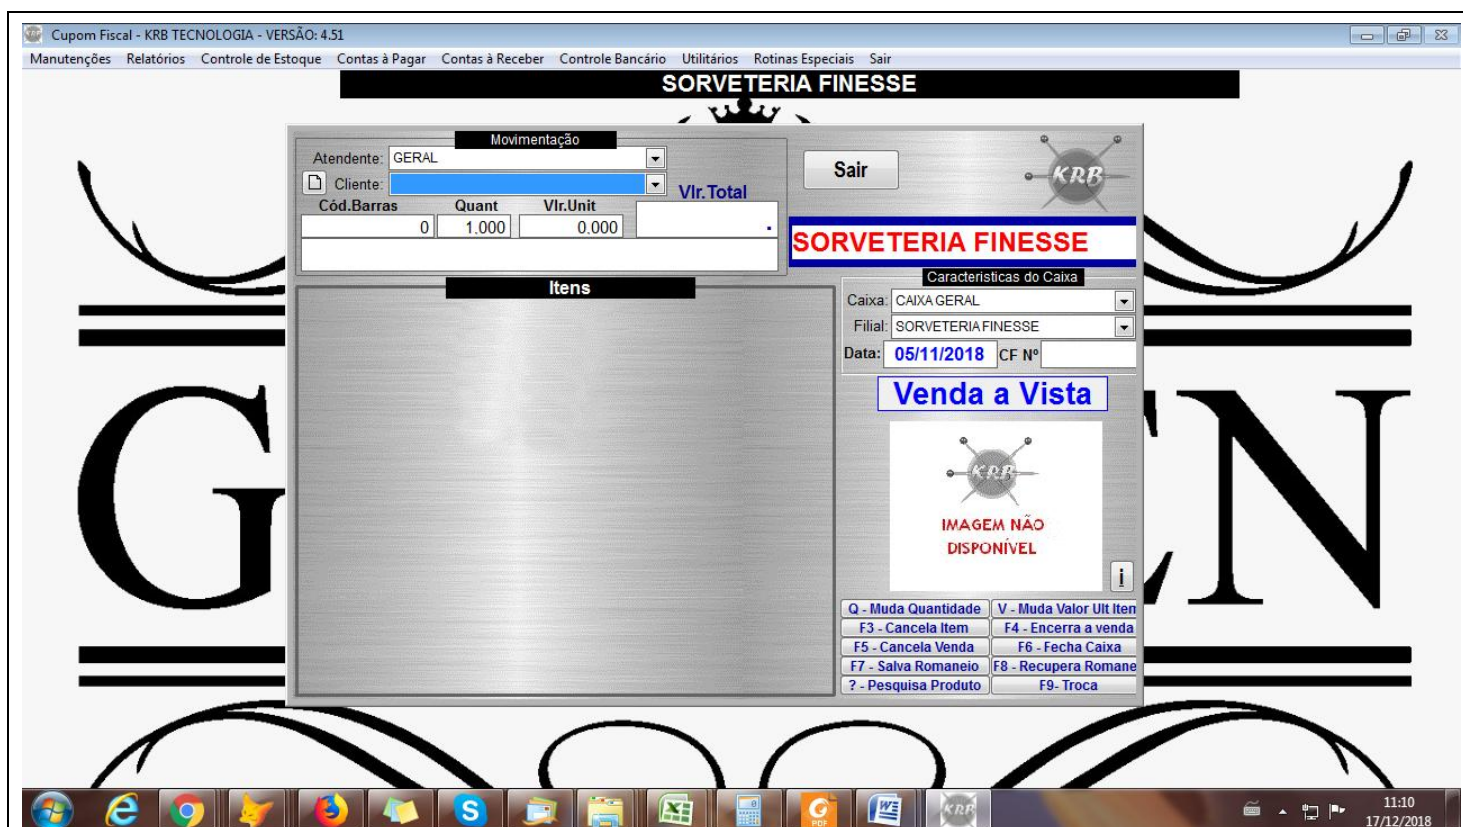 Cupom Fiscal - KRB TECNOLOGIA - VERSÃO: 4.51
Manutenções Relatórios Controle de Estoque Contas à Pagar Contas à Receber Controle Bancário Utilitários Rotinas Especiais Sair
SORVETERIA FINESSE
Movimentação
Atendente: GERAL
Cliente:
Vlr.Total
Cód.Barras Quant Vlr.Unit
0 1,000 0,000
Sair
KRB
SORVETERIA FINESSE
Itens
Caracteristicas do Caixa
Caixa: CAIXA GERAL
Filial: SORVETERIA FINESSE
Data: 05/11/2018 CF Nº
Venda a Vista
KRB
IMAGEM NÃO
DISPONÍVEL
i
Q - Muda Quantidade V - Muda Valor Ult Iten
F3 - Cancela Item F4 - Encerra a venda
F5 - Cancela Venda F6 - Fecha Caixa
F7 - Salva Romaneio F8 - Recupera Romane
? - Pesquisa Produto F9- Troca
G N
KRB
11:10
17/12/2018